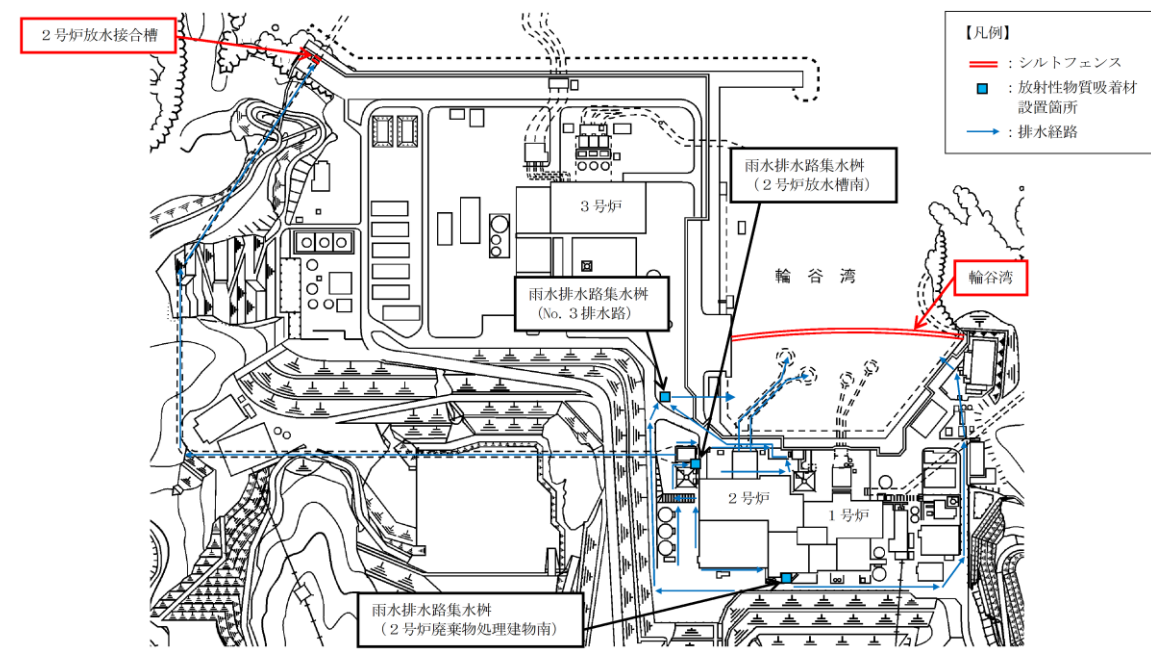 2号炉放水接合槽
【凡例】
：シルトフェンス
：放射性物質吸着材
設置箇所
：排水経路
雨水排水路集水桝
（2号炉放水槽南）
3号炉
輪谷湾
輪谷湾
雨水排水路集水桝
(No.3排水路)
2号炉
1号炉
雨水排水路集水桝
（2号炉廃棄物処理建物南）